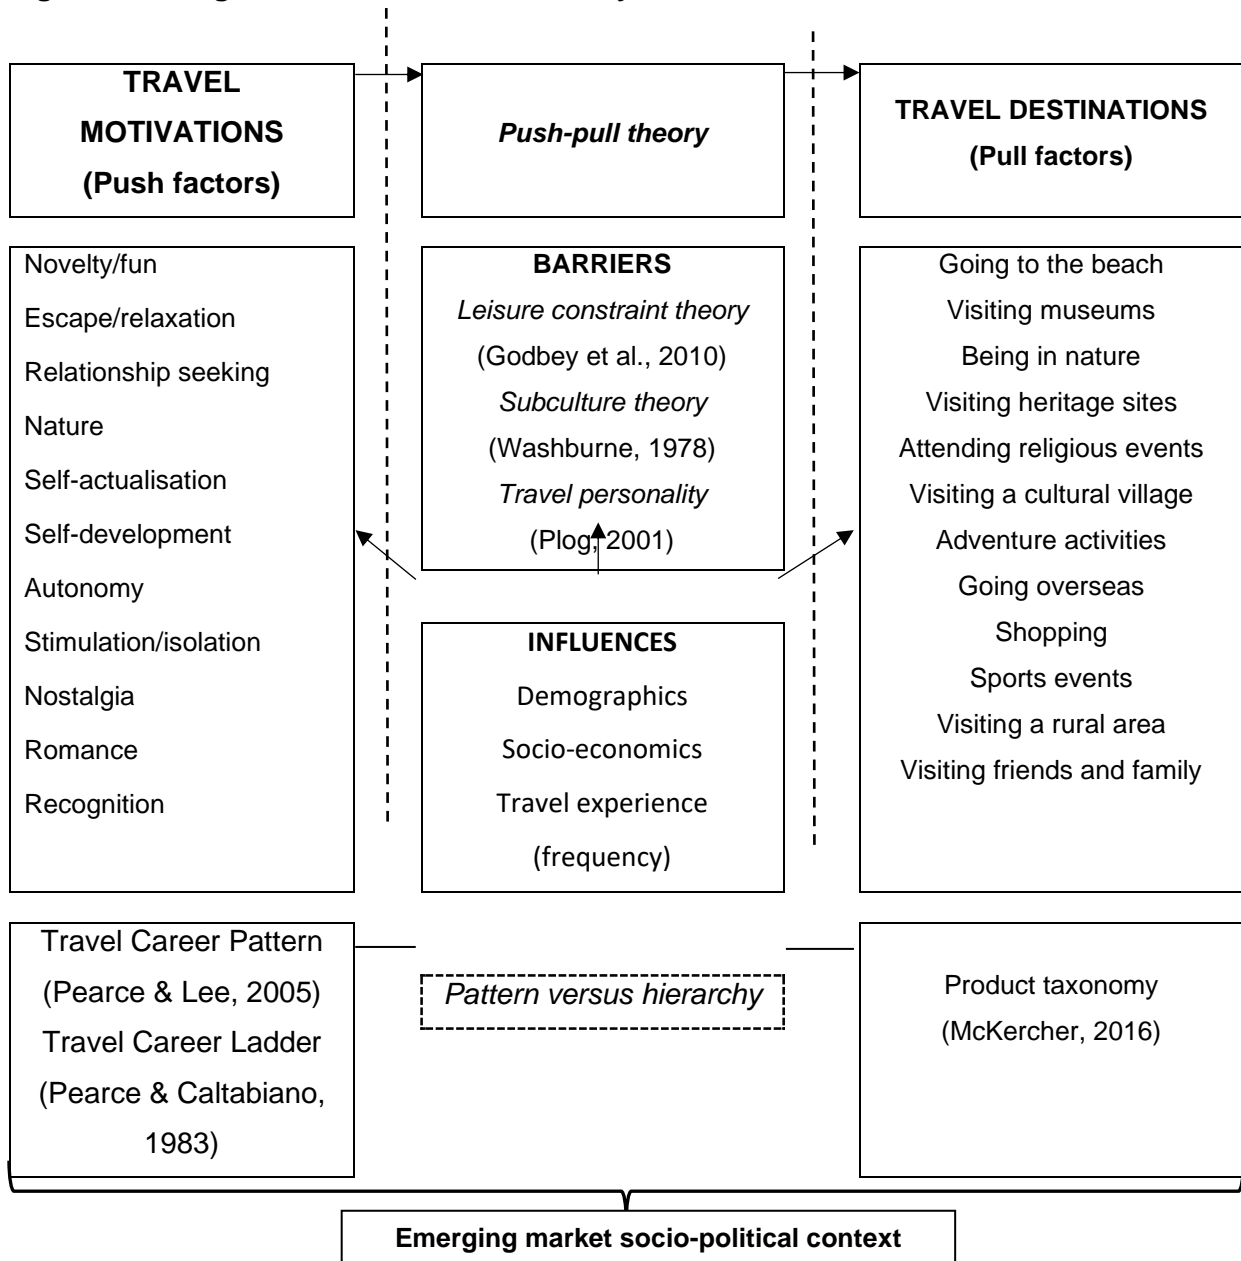 TRAVEL
MOTIVATIONS
(Push factors)
Push-pull theory
TRAVEL DESTINATIONS
(Pull factors)
Novelty/fun
Escape/relaxation
Relationship seeking
Nature
Self-actualisation
Self-development
Autonomy
Stimulation/isolation
Nostalgia
Romance
Recognition
BARRIERS
Leisure constraint theory
(Godbey et al., 2010)
Subculture theory
(Washburne, 1978)
Travel personality
(Plog, 2001)
INFLUENCES
Demographics
Socio-economics
Travel experience
(frequency)
Going to the beach
Visiting museums
Being in nature
Visiting heritage sites
Attending religious events
Visiting a cultural village
Adventure activities
Going overseas
Shopping
Sports events
Visiting a rural area
Visiting friends and family
Travel Career Pattern
(Pearce & Lee, 2005)
Travel Career Ladder
(Pearce & Caltabiano,
1983)
Pattern versus hierarchy
Product taxonomy
(McKercher, 2016)
Emerging market socio-political context